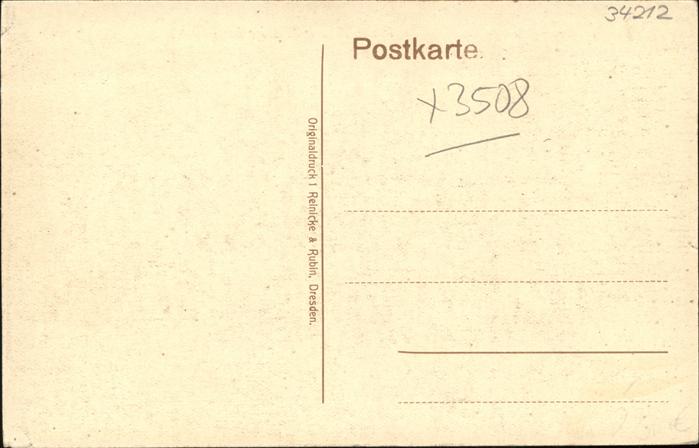 34212
Postkarte
x3508
Originaldruck 1 Reinicke & Rubin, Dresden.